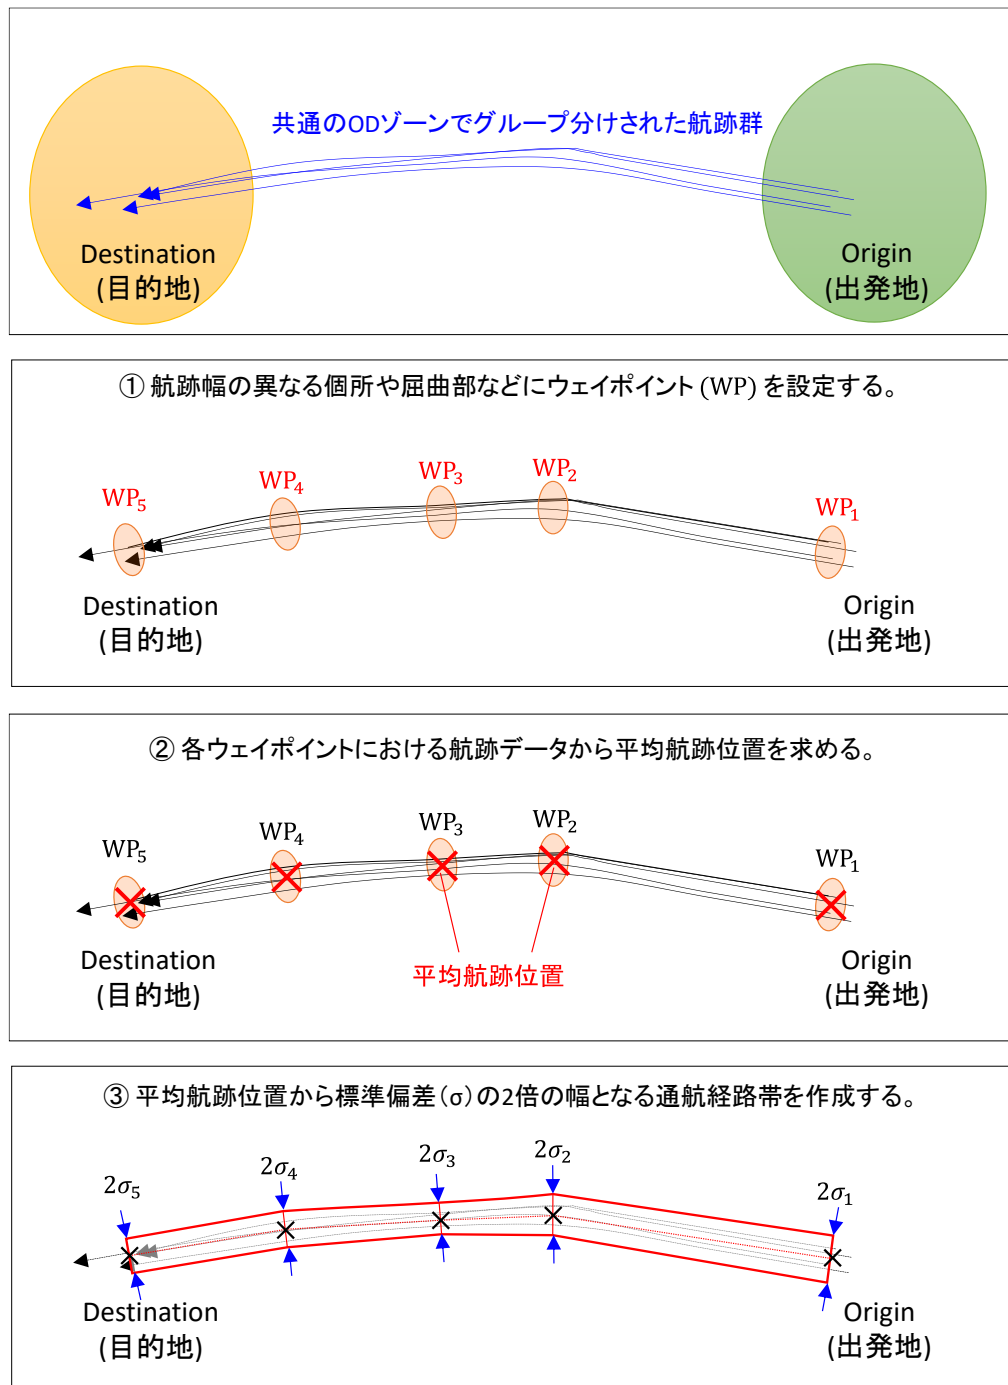 共通のODゾーンでグループ分けされた航跡群
Destination
(目的地)
Origin
(出発地)
① 航跡幅の異なる個所や屈曲部などにウェイポイント (WP) を設定する。
WP5
WP4
WP3
WP2
WP1
Destination
(目的地)
Origin
(出発地)
② 各ウェイポイントにおける航跡データから平均航跡位置を求める。
WP5
WP4
WP3
WP2
WP1
平均航跡位置
Destination
(目的地)
Origin
(出発地)
③ 平均航跡位置から標準偏差(σ)の2倍の幅となる通航経路帯を作成する。
2σ5
2σ4
2σ3
2σ2
2σ1
Destination
(目的地)
Origin
(出発地)